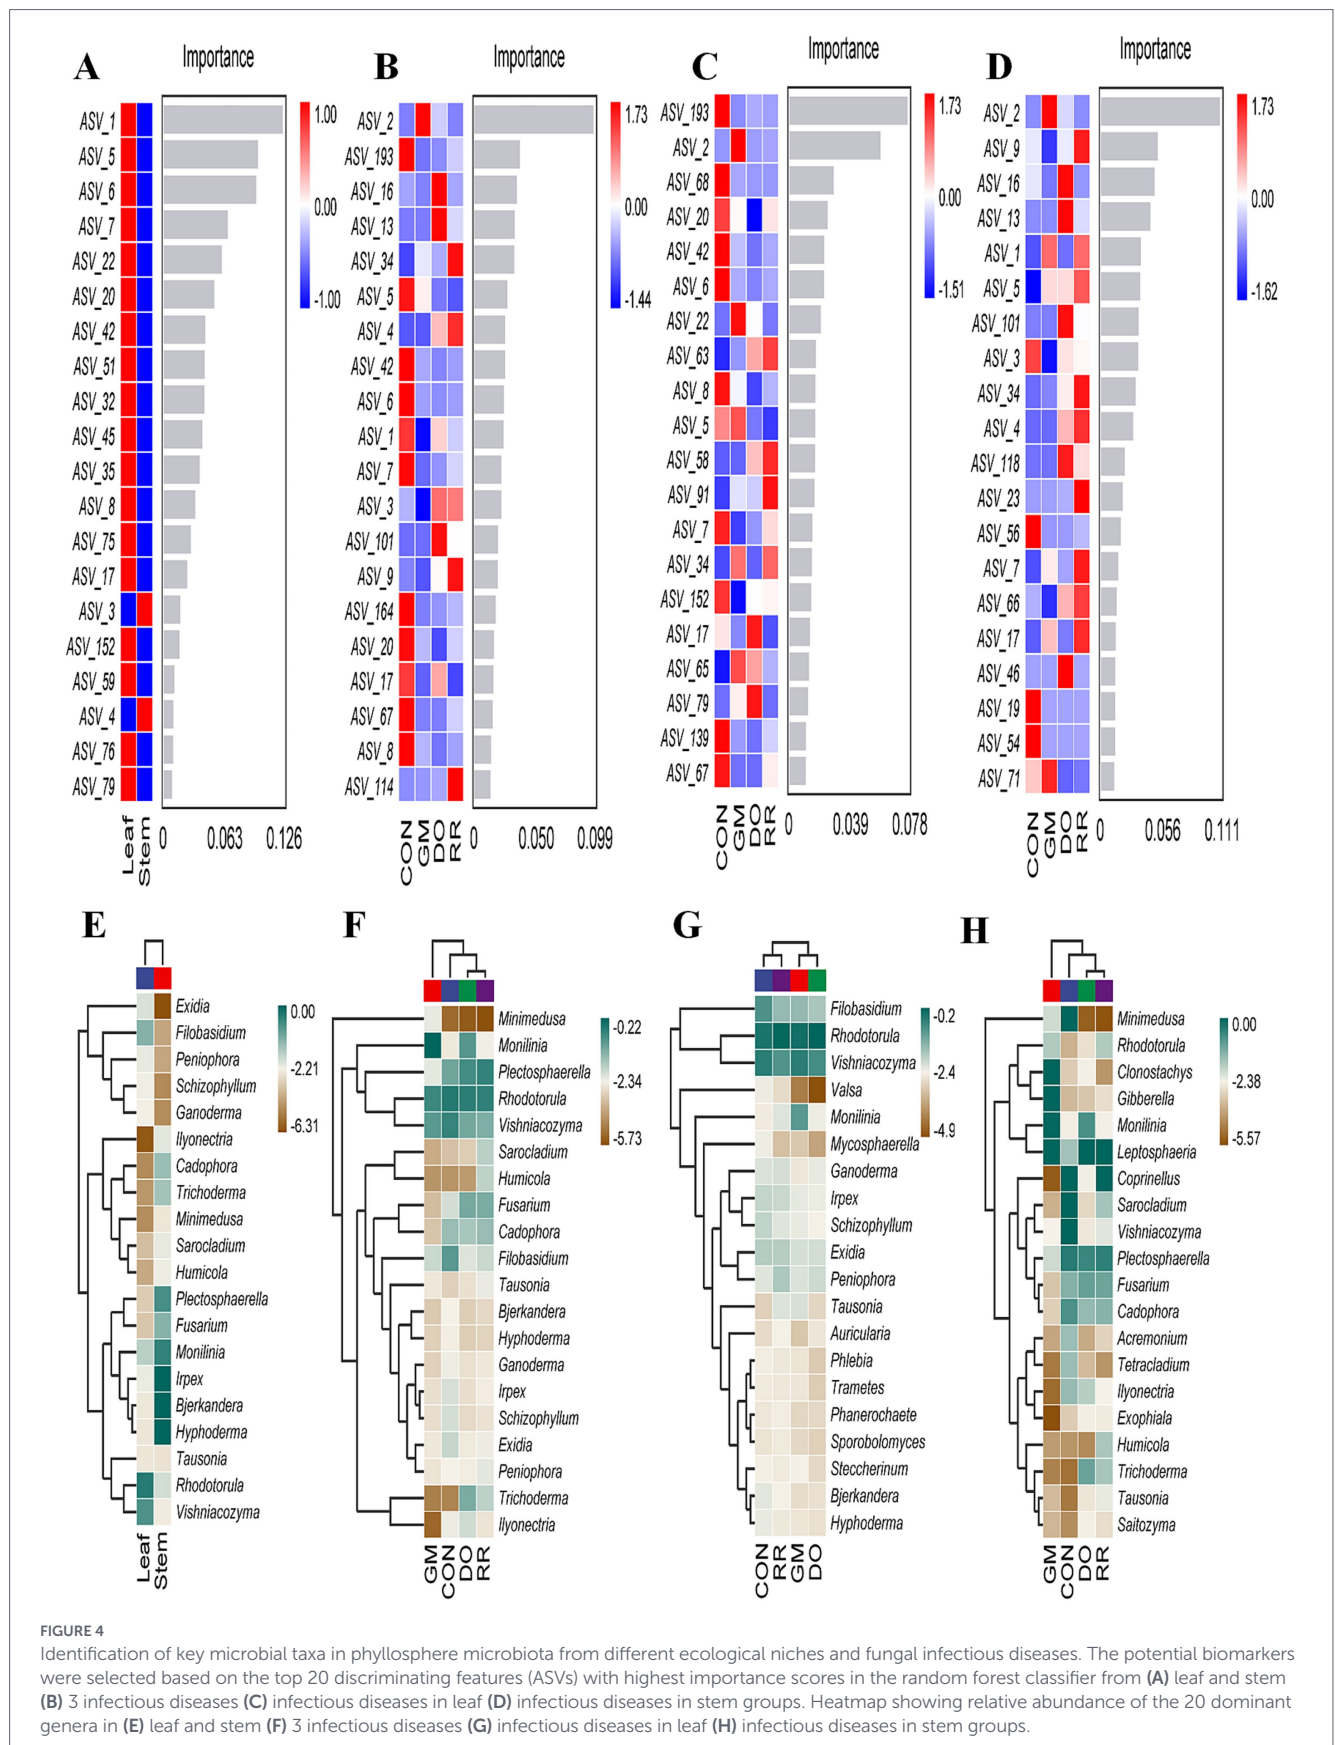 A
Importance
ASV_1
ASV_5
ASV_6
ASV_7
ASV_22
ASV_20
ASV_42
ASV_51
ASV_32
ASV_45
ASV_35
ASV_8
ASV_75
ASV_17
ASV_3
ASV_152
ASV_59
ASV_4
ASV_76
ASV_79
Leaf
Stem
0 0.063 0.126
1.00
0.00
-1.00
B
Importance
ASV_2
ASV_193
ASV_16
ASV_13
ASV_34
ASV_5
ASV_4
ASV_42
ASV_6
ASV_1
ASV_7
ASV_3
ASV_101
ASV_9
ASV_164
ASV_20
ASV_17
ASV_67
ASV_8
ASV_114
CON
GM
DO
RR
0 0.050 0.099
1.73
0.00
-1.44
C
Importance
ASV_193
ASV_2
ASV_68
ASV_20
ASV_42
ASV_6
ASV_22
ASV_63
ASV_8
ASV_5
ASV_58
ASV_91
ASV_7
ASV_34
ASV_152
ASV_17
ASV_65
ASV_79
ASV_139
ASV_67
CON
GM
DO
RR
0 0.039 0.078
1.73
0.00
-1.51
D
Importance
ASV_2
ASV_9
ASV_16
ASV_13
ASV_1
ASV_5
ASV_101
ASV_3
ASV_34
ASV_4
ASV_118
ASV_23
ASV_56
ASV_7
ASV_66
ASV_17
ASV_46
ASV_19
ASV_54
ASV_71
CON
GM
DO
RR
0 0.056 0.111
1.73
0.00
-1.62
E
Exidia
Filobasidium
Peniophora
Schizophyllum
Ganoderma
Ilyonectria
Cadophora
Trichoderma
Minimedusa
Sarocladium
Humicola
Plectosphaerella
Fusarium
Monilinia
Irpex
Bjerkandera
Hyphoderma
Tausonia
Rhodotorula
Vishniacozyma
Leaf
Stem
0.00
-2.21
-6.31
F
Minimedusa
Monilinia
Plectosphaerella
Rhodotorula
Vishniacozyma
Sarocladium
Humicola
Fusarium
Cadophora
Filobasidium
Tausonia
Bjerkandera
Hyphoderma
Ganoderma
Irpex
Schizophyllum
Exidia
Peniophora
Trichoderma
Ilyonectria
GM
CON
DO
RR
-0.22
-2.34
-5.73
G
Filobasidium
Rhodotorula
Vishniacozyma
Valsa
Monilinia
Mycosphaerella
Ganoderma
Irpex
Schizophyllum
Exidia
Peniophora
Tausonia
Auricularia
Phlebia
Trametes
Phanerochaete
Sporobolomyces
Steccherinum
Bjerkandera
Hyphoderma
CON
RR
GM
DO
-0.2
-2.4
-4.9
H
Minimedusa
Rhodotorula
Clonostachys
Gibberella
Monilinia
Leptosphaeria
Coprinellus
Sarocladium
Vishniacozyma
Plectosphaerella
Fusarium
Cadophora
Acremonium
Tetracladium
Ilyonectria
Exophiala
Humicola
Trichoderma
Tausonia
Saitozyma
GM
CON
DO
RR
0.00
-2.38
-5.57
FIGURE 4
Identification of key microbial taxa in phyllosphere microbiota from different ecological niches and fungal infectious diseases. The potential biomarkers
were selected based on the top 20 discriminating features (ASVs) with highest importance scores in the random forest classifier from (A) leaf and stem
(B) 3 infectious diseases (C) infectious diseases in leaf (D) infectious diseases in stem groups. Heatmap showing relative abundance of the 20 dominant
genera in (E) leaf and stem (F) 3 infectious diseases (G) infectious diseases in leaf (H) infectious diseases in stem groups.